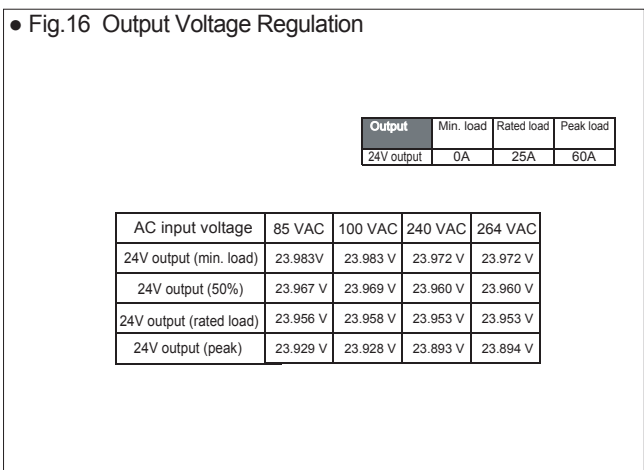 ● Fig.16 Output Voltage Regulation
Output Min. load Rated load Peak load
24V output 0A 25A 60A
AC input voltage 85 VAC 100 VAC 240 VAC 264 VAC
24V output (min. load) 23.983V 23.983 V 23.972 V 23.972 V
24V output (50%) 23.967 V 23.969 V 23.960 V 23.960 V
24V output (rated load) 23.956 V 23.958 V 23.953 V 23.953 V
24V output (peak) 23.929 V 23.928 V 23.893 V 23.894 V